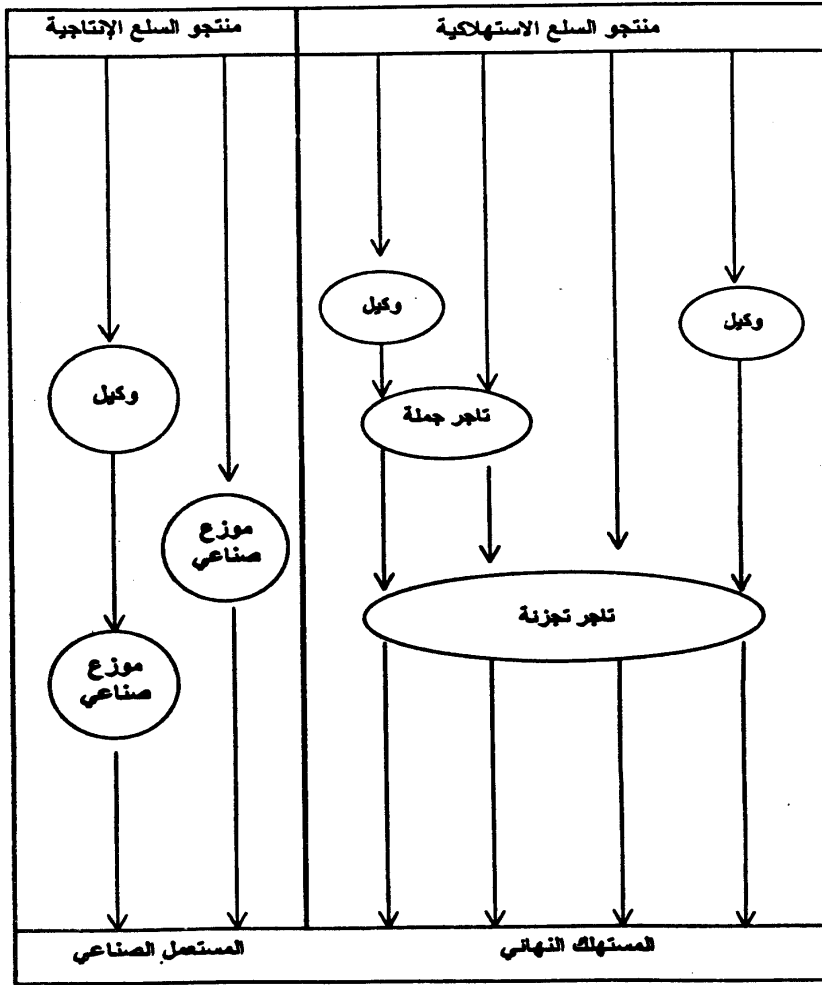 منتجو السلع الاستهلاكية
منتجو السلع الإنتاجية
وكيل
وكيل
وكيل
تاجر جملة
موزع
صناعي
تاجر تجزئة
موزع
صناعي
المستهلك النهائي
المستعمل الصناعي